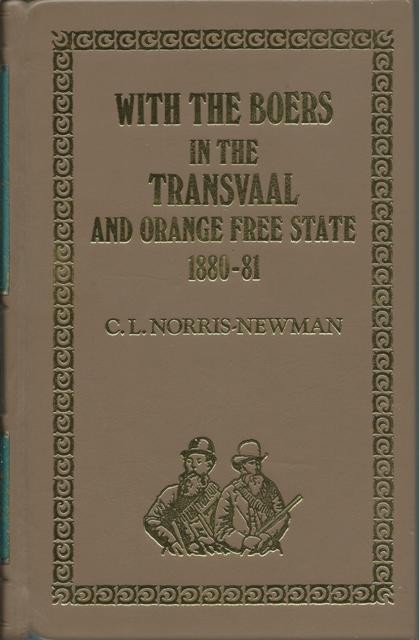 WITH THE BOERS
IN THE
TRANSVAAL
AND ORANGE FREE STATE
1880-81
C. L. NORRIS-NEWMAN